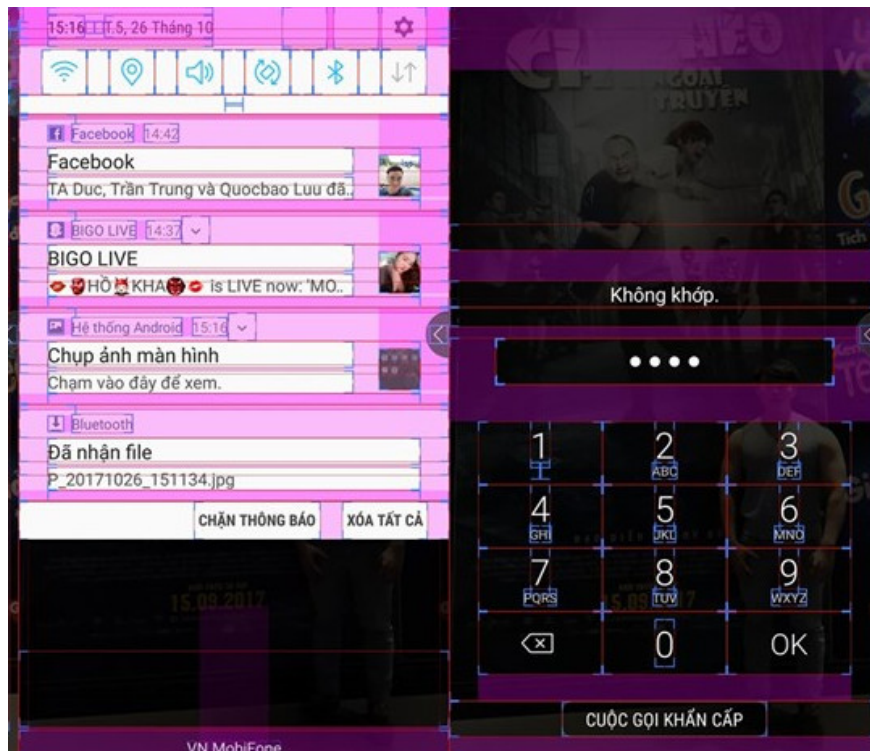 15:16
T.5, 26 Tháng 10
Facebook 14:42
Facebook
TA Duc, Trần Trung và Quocbao Luu đã..
BIGO LIVE 14:37
BIGO LIVE
💋👹HỒ👹KHA👹💋 is LIVE now: 'MO..
Hệ thống Android 15:16
Chụp ảnh màn hình
Chạm vào đây để xem.
Bluetooth
Đã nhận file
P_20171026_151134.jpg
CHẶN THÔNG BÁO XÓA TẤT CẢ
15.09.2017
VN MobiFone
NGOẠI
TRUYỆN
Tích
Không khớp.
1
2 ABC
3 DEF
4 GHI
5 JKL
6 MNO
7 PQRS
8 TUV
9 WXYZ
0
OK
CUỘC GỌI KHẨN CẤP